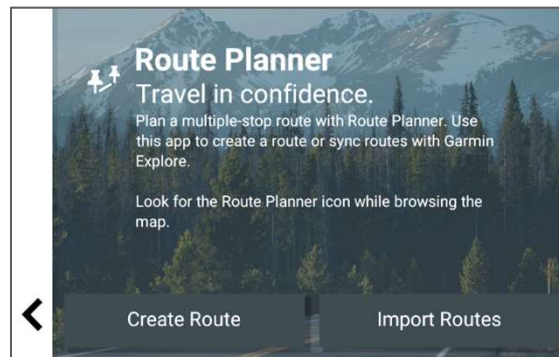 Route Planner
Travel in confidence.
Plan a multiple-stop route with Route Planner. Use
this app to create a route or sync routes with Garmin
Explore.
Look for the Route Planner icon while browsing the
map.
Create Route
Import Routes